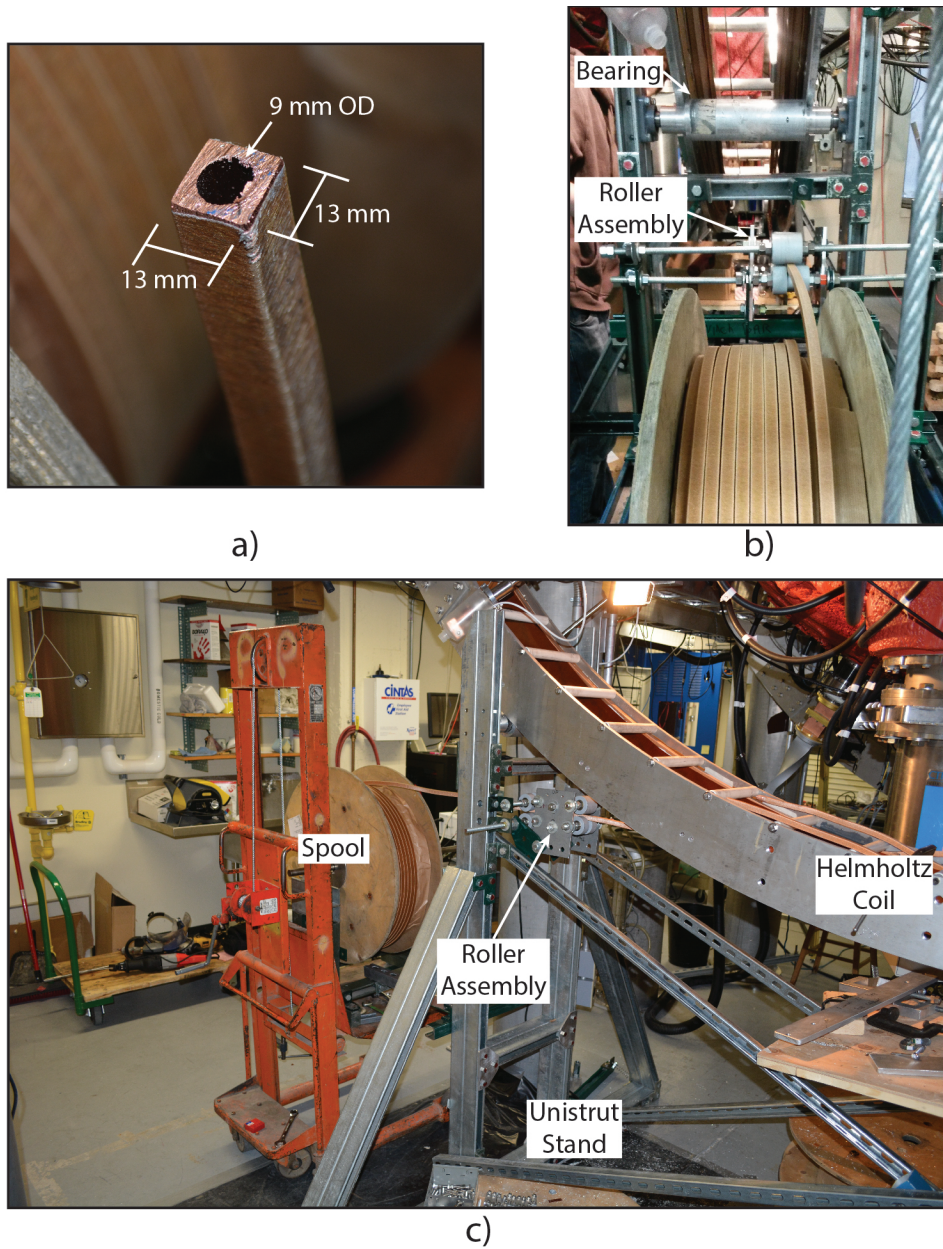 9 mm OD
13 mm
13 mm
a)
Bearing
Roller
Assembly
b)
CINTAS
Spool
Helmholtz
Coil
Roller
Assembly
Unistrut
Stand
c)